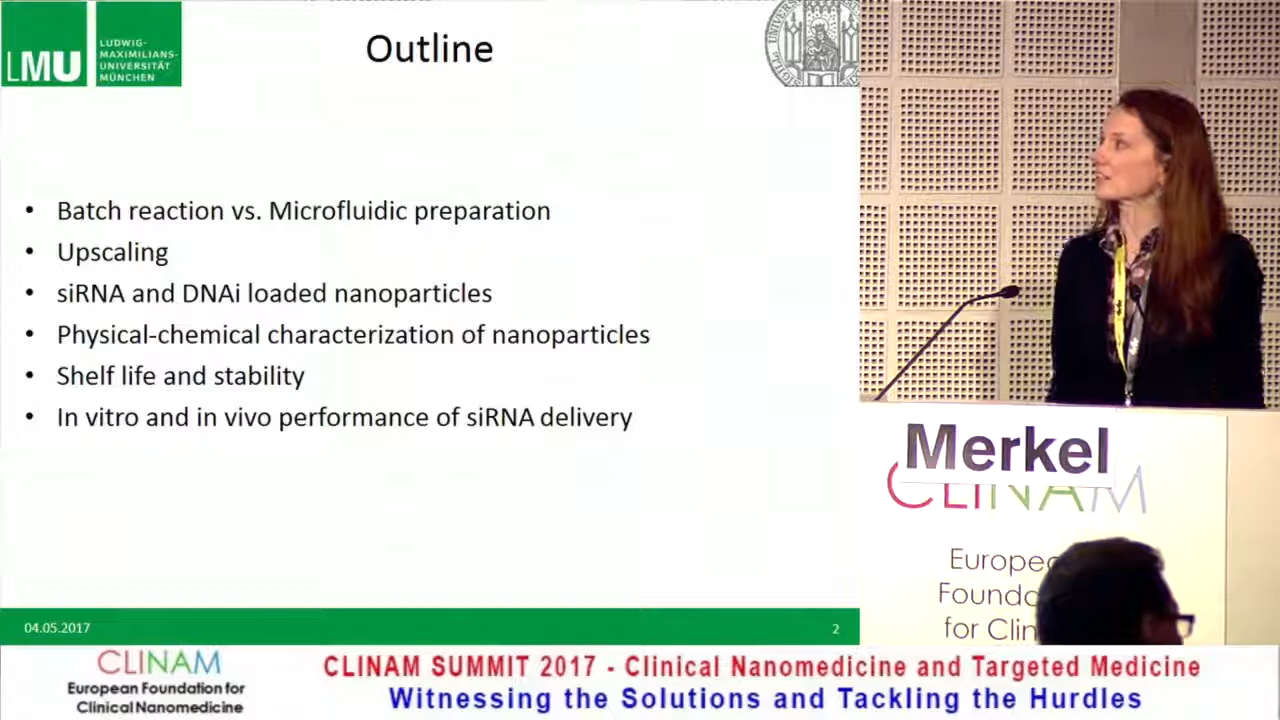 LMU
LUDWIG-
MAXIMILIANS-
UNIVERSITÄT
MÜNCHEN
Outline
• Batch reaction vs. Microfluidic preparation
• Upscaling
• siRNA and DNAi loaded nanoparticles
• Physical-chemical characterization of nanoparticles
• Shelf life and stability
• In vitro and in vivo performance of siRNA delivery
04.05.2017
2
Merkel
CLINAM
Europe
Founda
for Clin
CLINAM
European Foundation for
Clinical Nanomedicine
CLINAM SUMMIT 2017 - Clinical Nanomedicine and Targeted Medicine
Witnessing the Solutions and Tackling the Hurdles